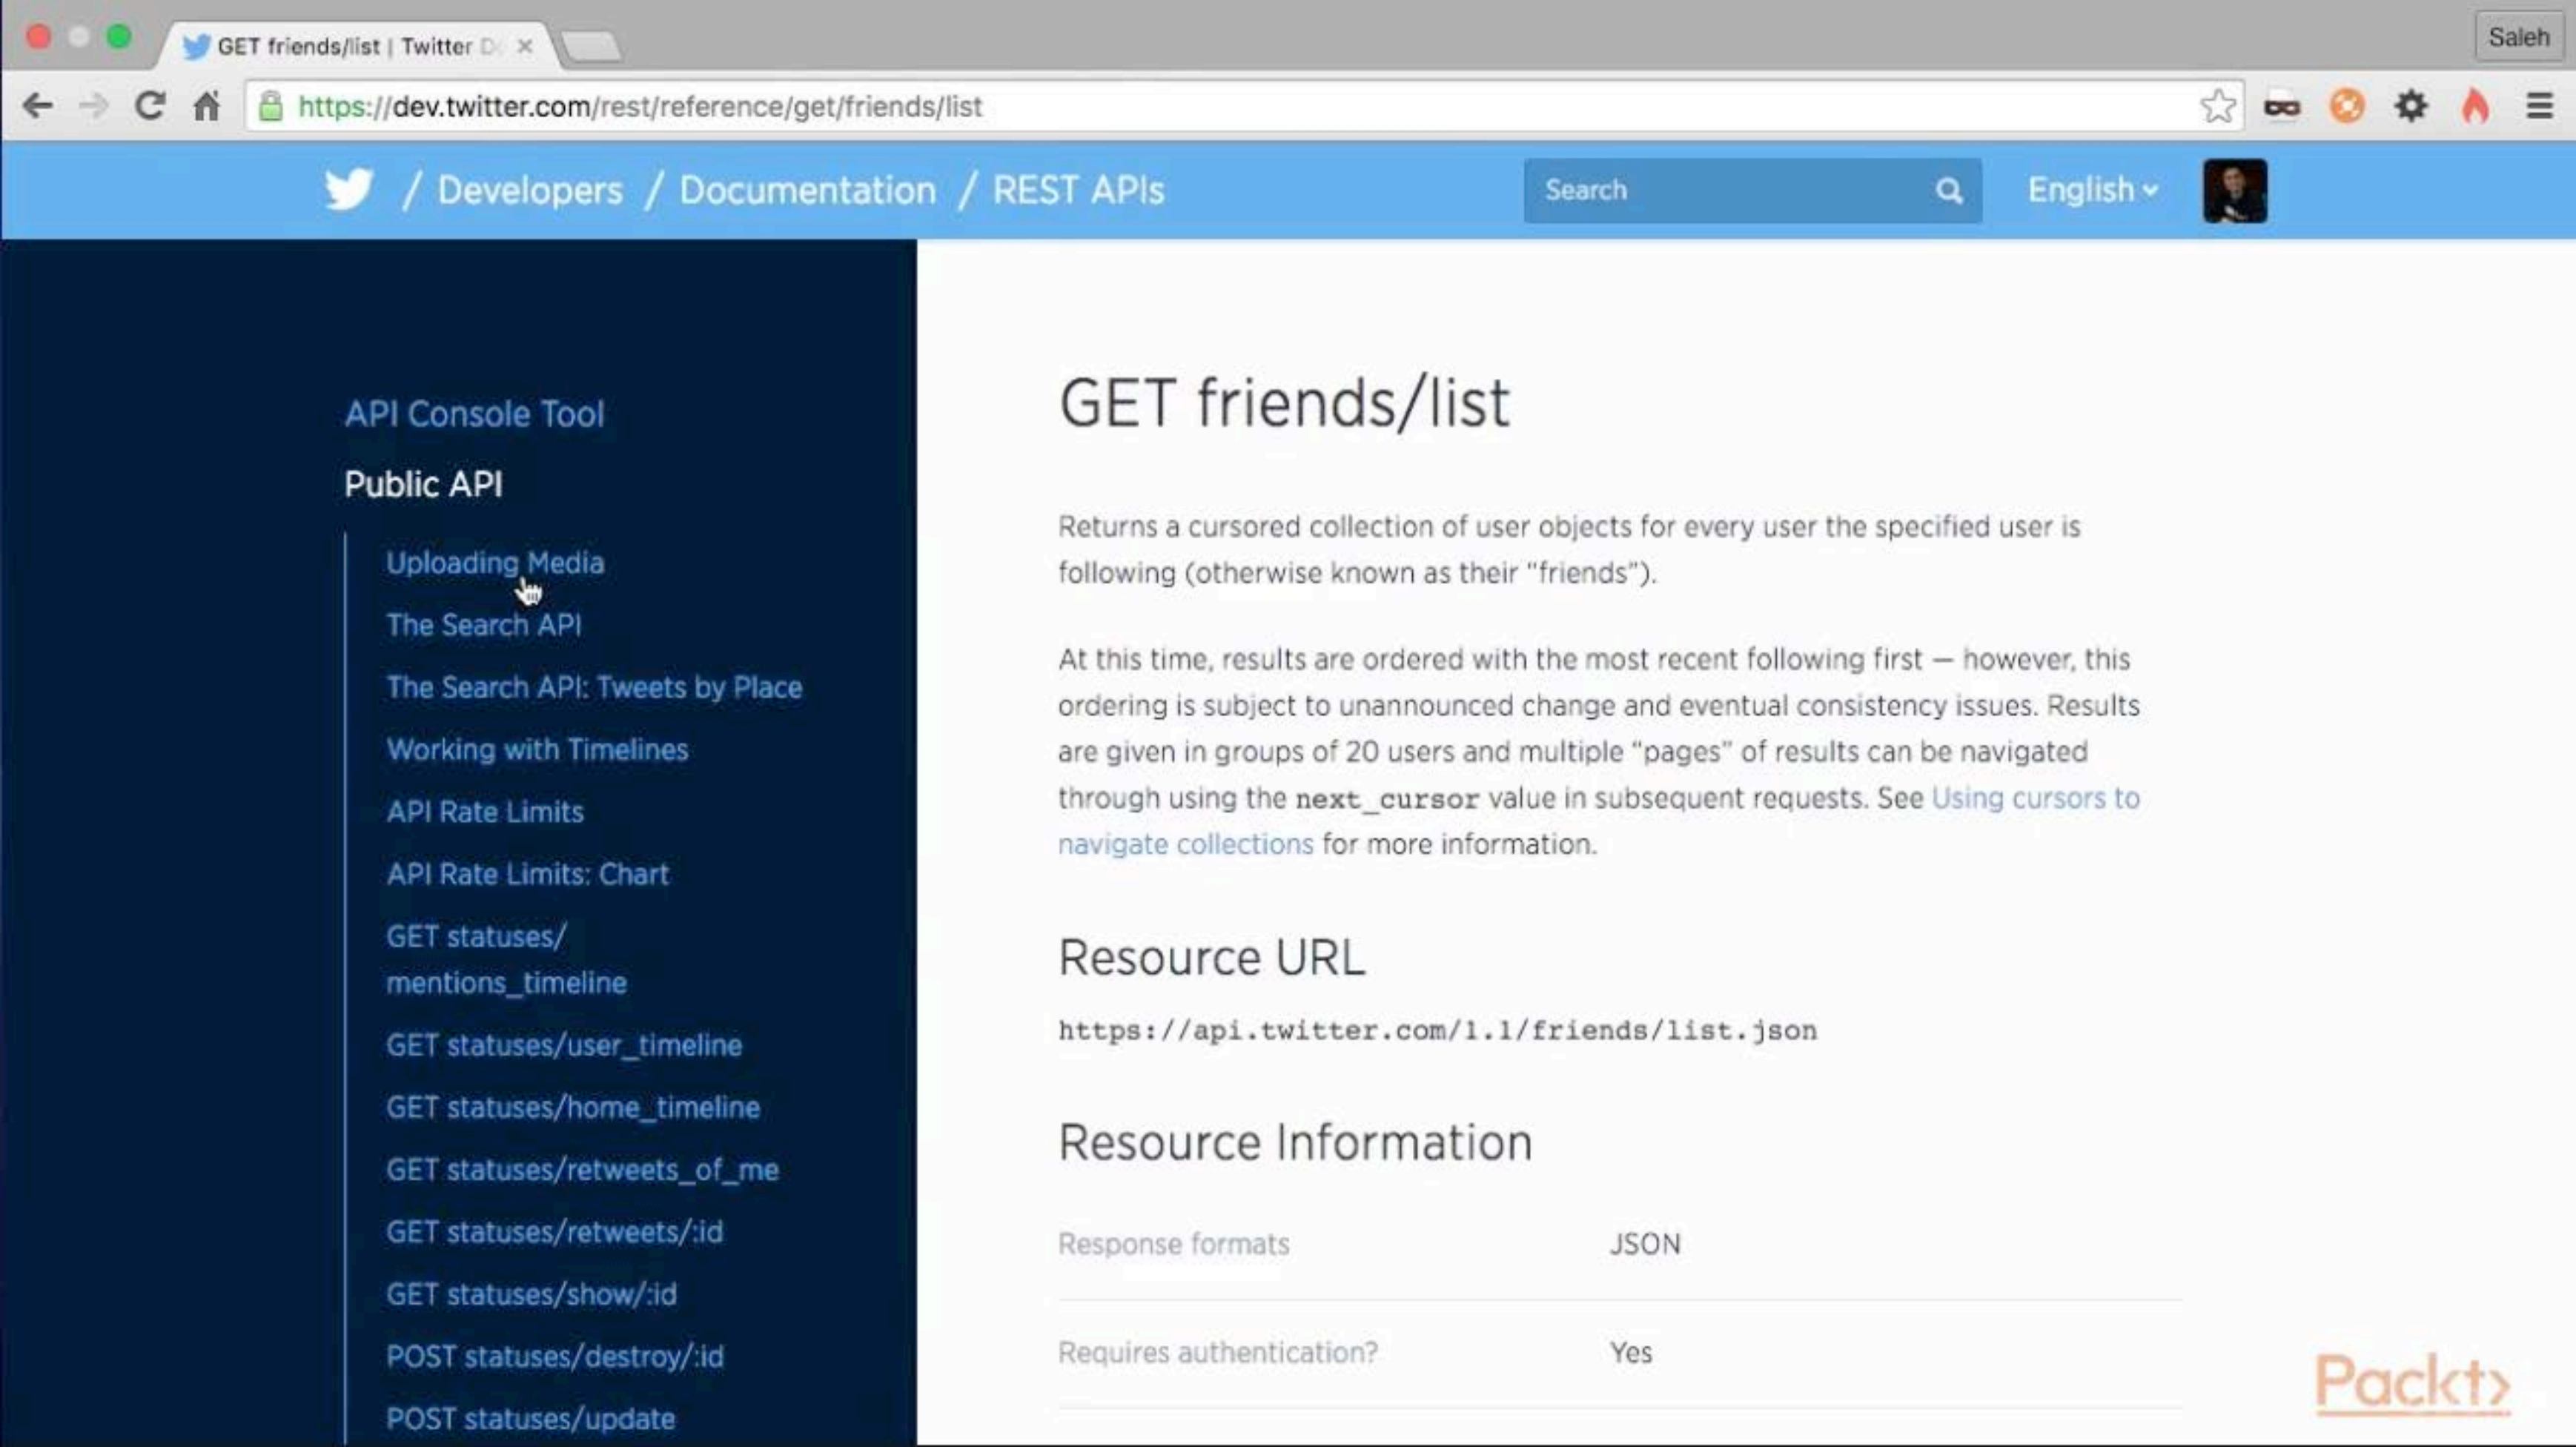 GET friends/list | Twitter D
Saleh
https://dev.twitter.com/rest/reference/get/friends/list
/ Developers / Documentation / REST APIs
Search
English
API Console Tool
Public API
Uploading Media
The Search API
The Search API: Tweets by Place
Working with Timelines
API Rate Limits
API Rate Limits: Chart
GET statuses/
mentions_timeline
GET statuses/user_timeline
GET statuses/home_timeline
GET statuses/retweets_of_me
GET statuses/retweets/:id
GET statuses/show/:id
POST statuses/destroy/:id
POST statuses/update
GET friends/list
Returns a cursored collection of user objects for every user the specified user is
following (otherwise known as their “friends”).
At this time, results are ordered with the most recent following first — however, this
ordering is subject to unannounced change and eventual consistency issues. Results
are given in groups of 20 users and multiple “pages” of results can be navigated
through using the next_cursor value in subsequent requests. See Using cursors to
navigate collections for more information.
Resource URL
https://api.twitter.com/1.1/friends/list.json
Resource Information
Response formats JSON
Requires authentication? Yes
Packt>